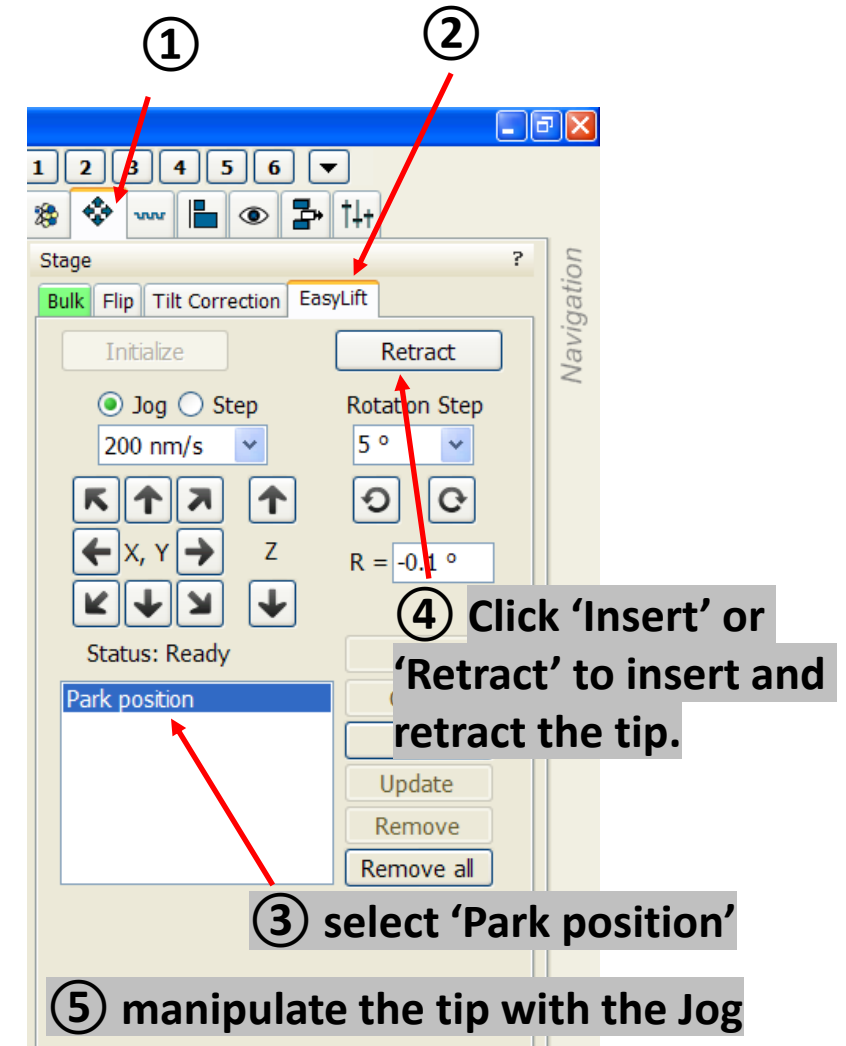 ① ②
1 2 3 4 5 6
Stage ?
Bulk Flip Tilt Correction EasyLift
Navigation
Initialize Retract
Jog Step Rotation Step
200 nm/s 5 °
X, Y Z
R = -0.1 °
④ Click ‘Insert’ or
‘Retract’ to insert and
retract the tip.
Status: Ready
Park position
Update
Remove
Remove all
③ select ‘Park position’
⑤ manipulate the tip with the Jog